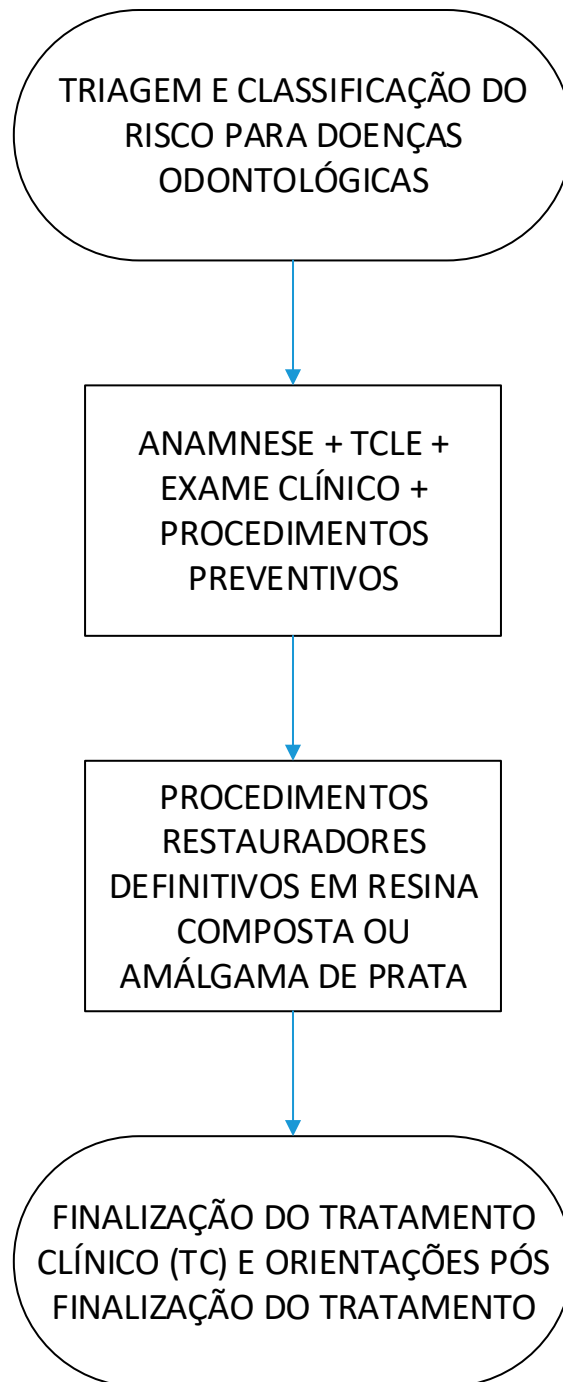 TRIAGEM E CLASSIFICAÇÃO DO
RISCO PARA DOENÇAS
ODONTOLÓGICAS
ANAMNESE + TCLE +
EXAME CLÍNICO +
PROCEDIMENTOS
PREVENTIVOS
PROCEDIMENTOS
RESTAURADORES
DEFINITIVOS EM RESINA
COMPOSTA OU
AMÁLGAMA DE PRATA
FINALIZAÇÃO DO TRATAMENTO
CLÍNICO (TC) E ORIENTAÇÕES PÓS
FINALIZAÇÃO DO TRATAMENTO